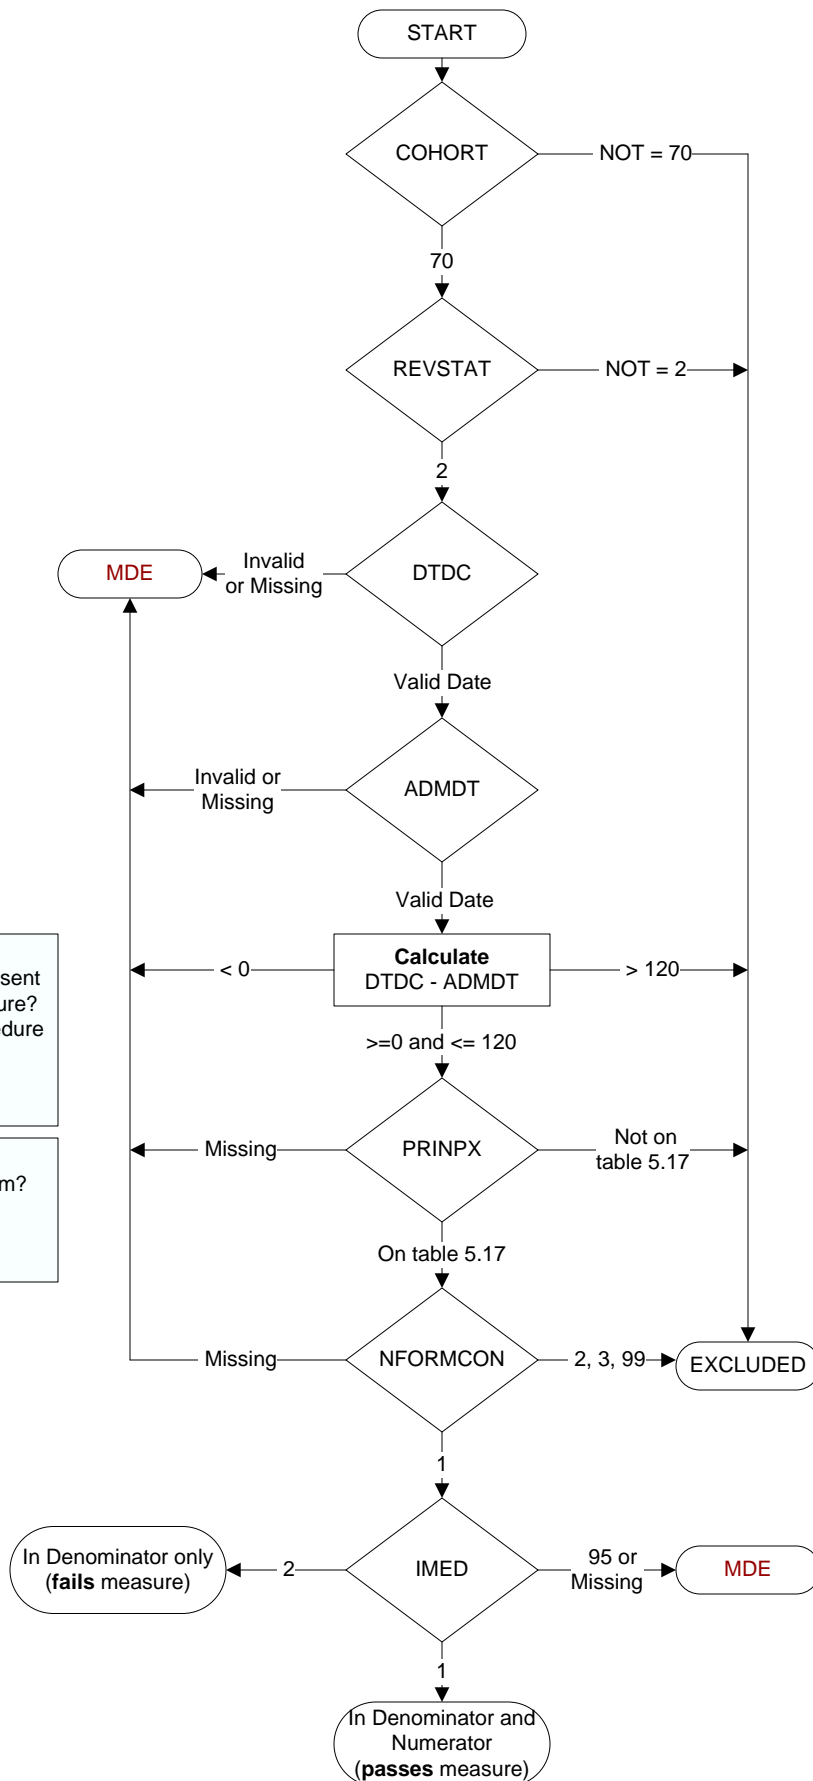 START
COHORT
NOT = 70
70
REVSTAT
NOT = 2
2
DTDC
Invalid
or Missing
MDE
Valid Date
ADMDT
Invalid or
Missing
Valid Date
Calculate
DTDC - ADMDT
< 0
> 120
>=0 and <= 120
PRINPX
Missing
Not on
table 5.17
On table 5.17
NFORMCON
Missing
2, 3, 99
EXCLUDED
1
IMED
2
In Denominator only
(fails measure)
95 or
Missing
MDE
1
In Denominator and
Numerator
(passes measure)